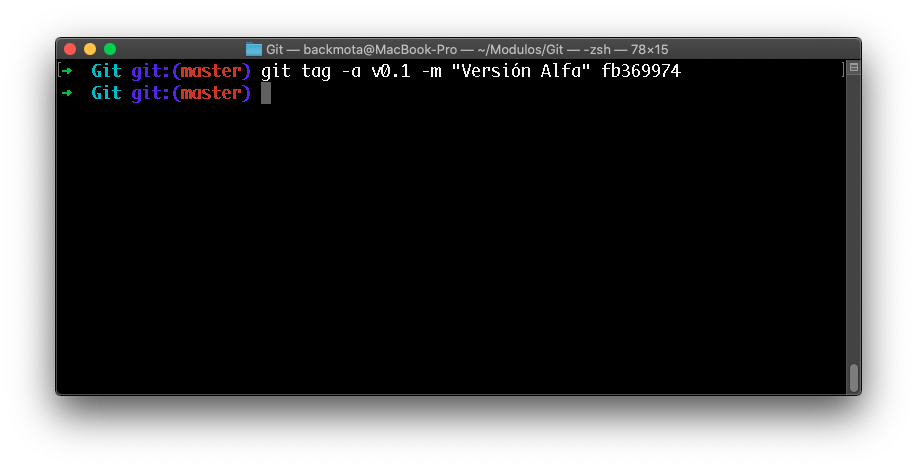 Git — backmota@MacBook-Pro — ~/Modulos/Git — -zsh — 78×15
[➜ Git git:(master) git tag -a v0.1 -m "Versión Alfa" fb369974 ]
➜ Git git:(master)